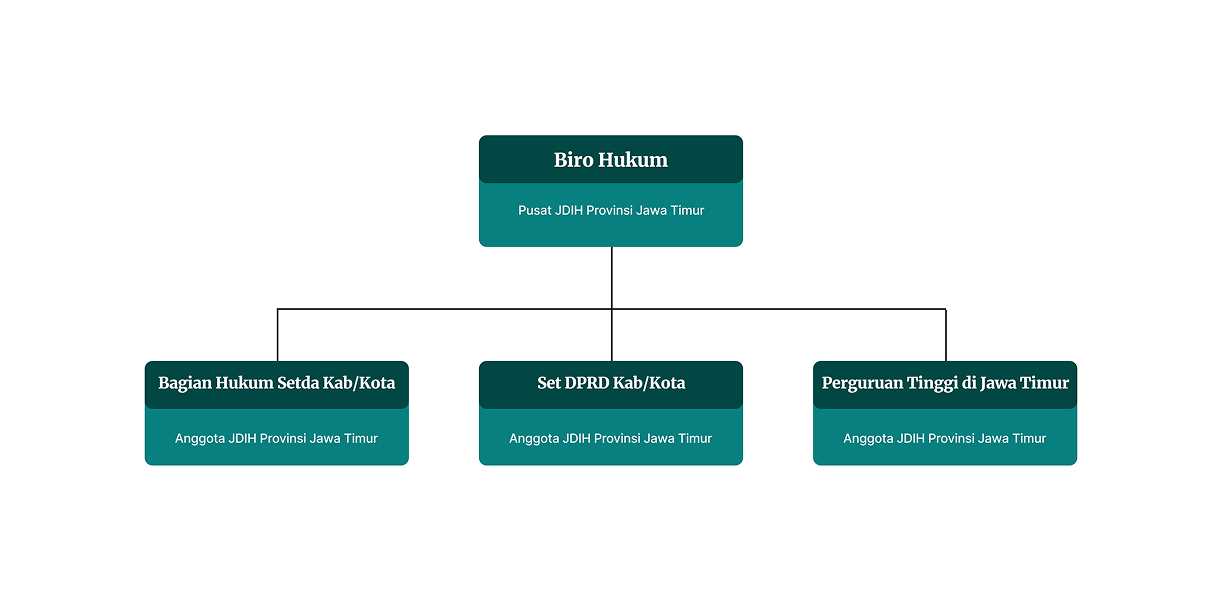 Biro Hukum
Pusat JDIH Provinsi Jawa Timur
Bagian Hukum Setda Kab/Kota
Anggota JDIH Provinsi Jawa Timur
Set DPRD Kab/Kota
Anggota JDIH Provinsi Jawa Timur
Perguruan Tinggi di Jawa Timur
Anggota JDIH Provinsi Jawa Timur